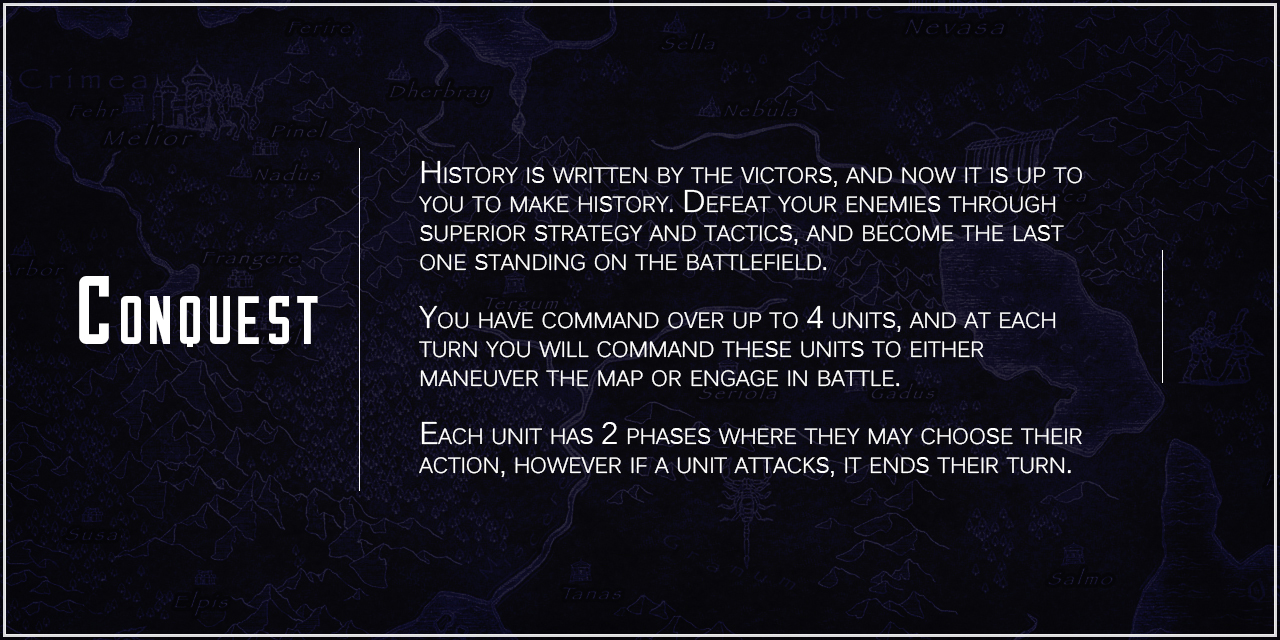 Ferire
Dayne
Nevasa
Sella
Crimea
Dherbray
Fehr
Nebula
Melior
Pinel
Nadus
HISTORY IS WRITTEN BY THE VICTORS, AND NOW IT IS UP TO
YOU TO MAKE HISTORY. DEFEAT YOUR ENEMIES THROUGH
SUPERIOR STRATEGY AND TACTICS, AND BECOME THE LAST
ONE STANDING ON THE BATTLEFIELD.
Frangere
CONQUEST
Tergum
YOU HAVE COMMAND OVER UP TO 4 UNITS, AND AT EACH
TURN YOU WILL COMMAND THESE UNITS TO EITHER
MANEUVER THE MAP OR ENGAGE IN BATTLE.
Seriola
Gadus
EACH UNIT HAS 2 PHASES WHERE THEY MAY CHOOSE THEIR
ACTION, HOWEVER IF A UNIT ATTACKS, IT ENDS THEIR TURN.
Susa
Salmo
Tanas
Elpis